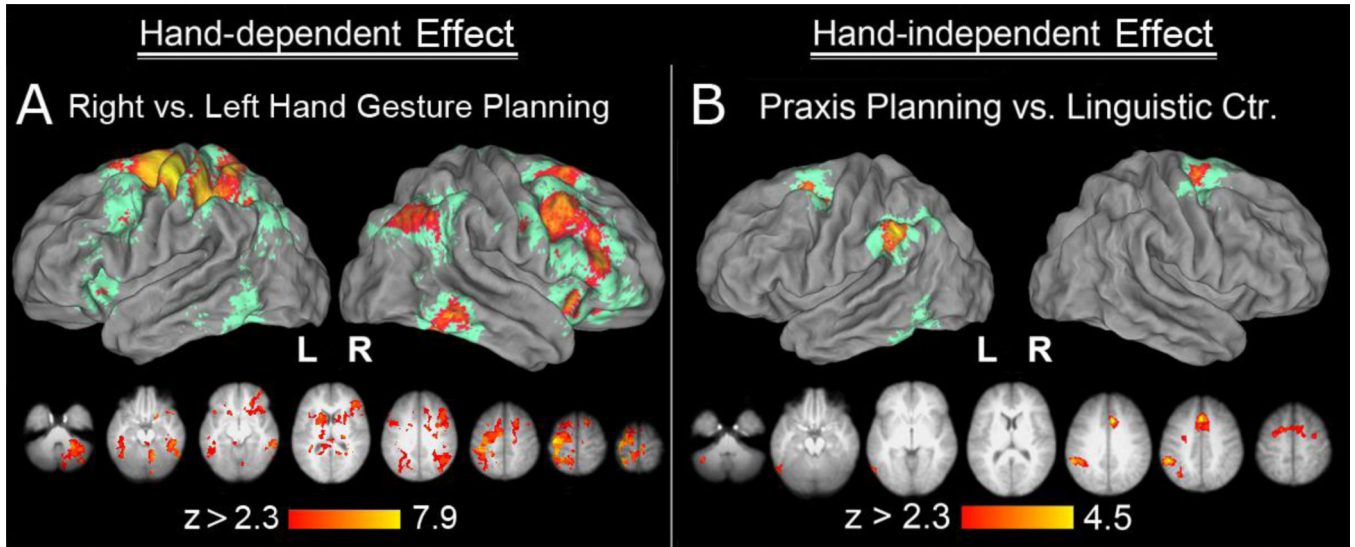 Hand-dependent Effect
A Right vs. Left Hand Gesture Planning
L R
z > 2.3 7.9
Hand-independent Effect
B Praxis Planning vs. Linguistic Ctr.
L R
z > 2.3 4.5